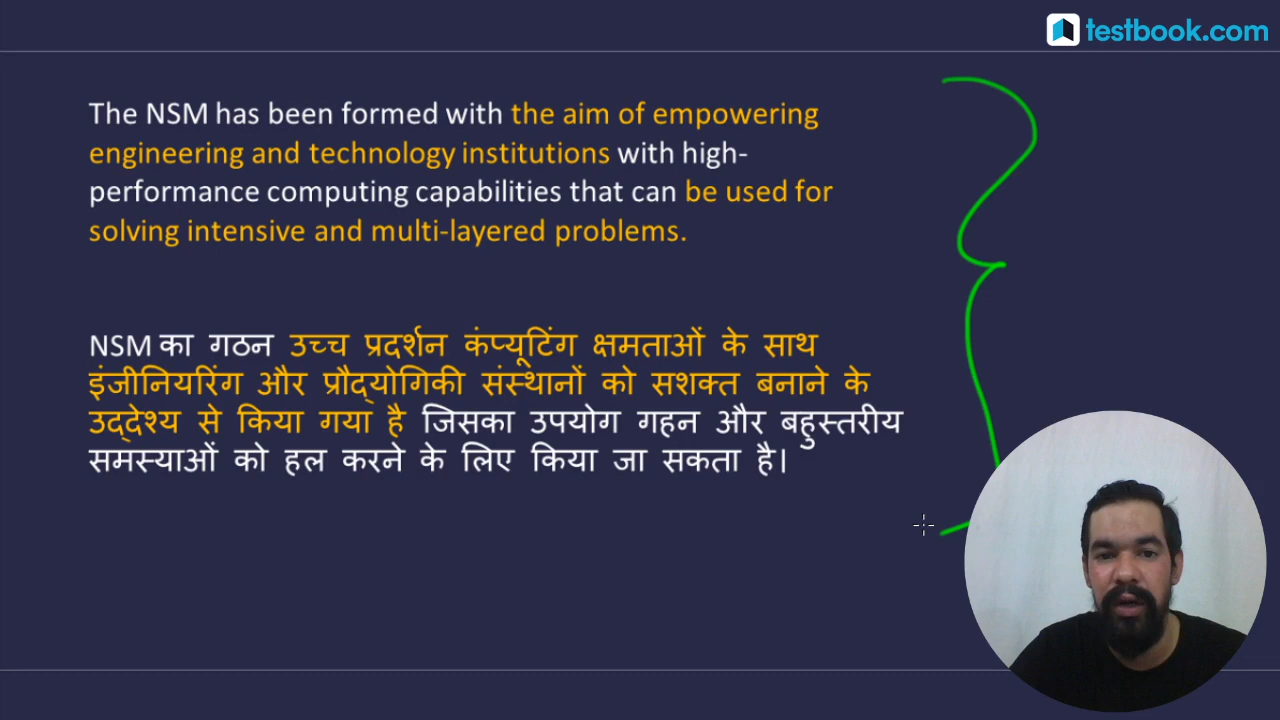 testbook.com
The NSM has been formed with the aim of empowering
engineering and technology institutions with high-
performance computing capabilities that can be used for
solving intensive and multi-layered problems.
NSM का गठन उच्च प्रदर्शन कंप्यूटिंग क्षमताओं के साथ
इंजीनियरिंग और प्रौद्योगिकी संस्थानों को सशक्त बनाने के
उद्देश्य से किया गया है जिसका उपयोग गहन और बहुस्तरीय
समस्याओं को हल करने के लिए किया जा सकता है।